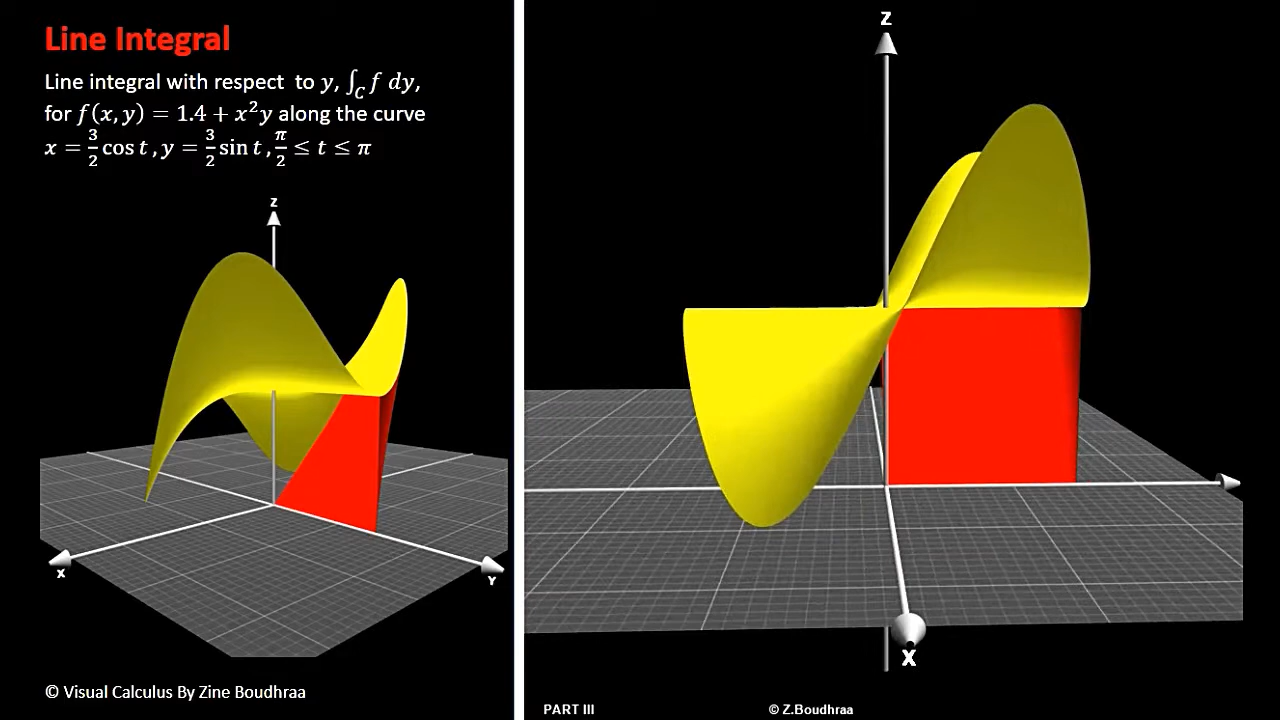 Line Integral
Line integral with respect to y, ∫_C f dy,
for f(x, y) = 1.4 + x²y along the curve
x = 3/2 cos t , y = 3/2 sin t , π/2 ≤ t ≤ π
Z
X
Y
© Visual Calculus By Zine Boudhraa
Z
X
PART III
© Z.Boudhraa